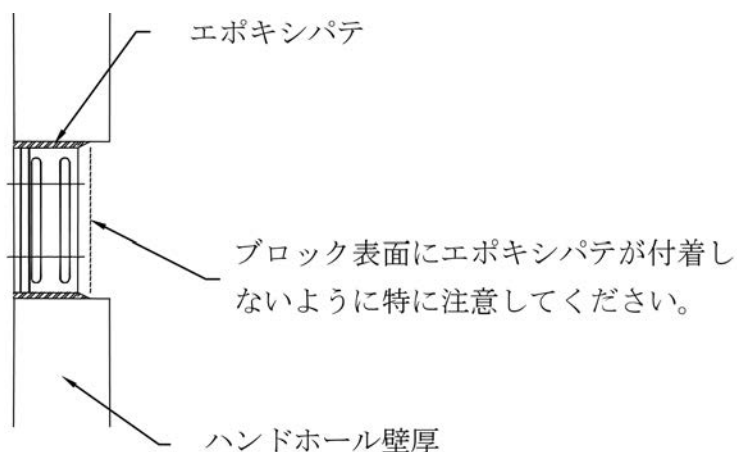 エポキシパテ
ブロック表面にエポキシパテが付着し
ないように特に注意してください。
ハンドホール壁厚